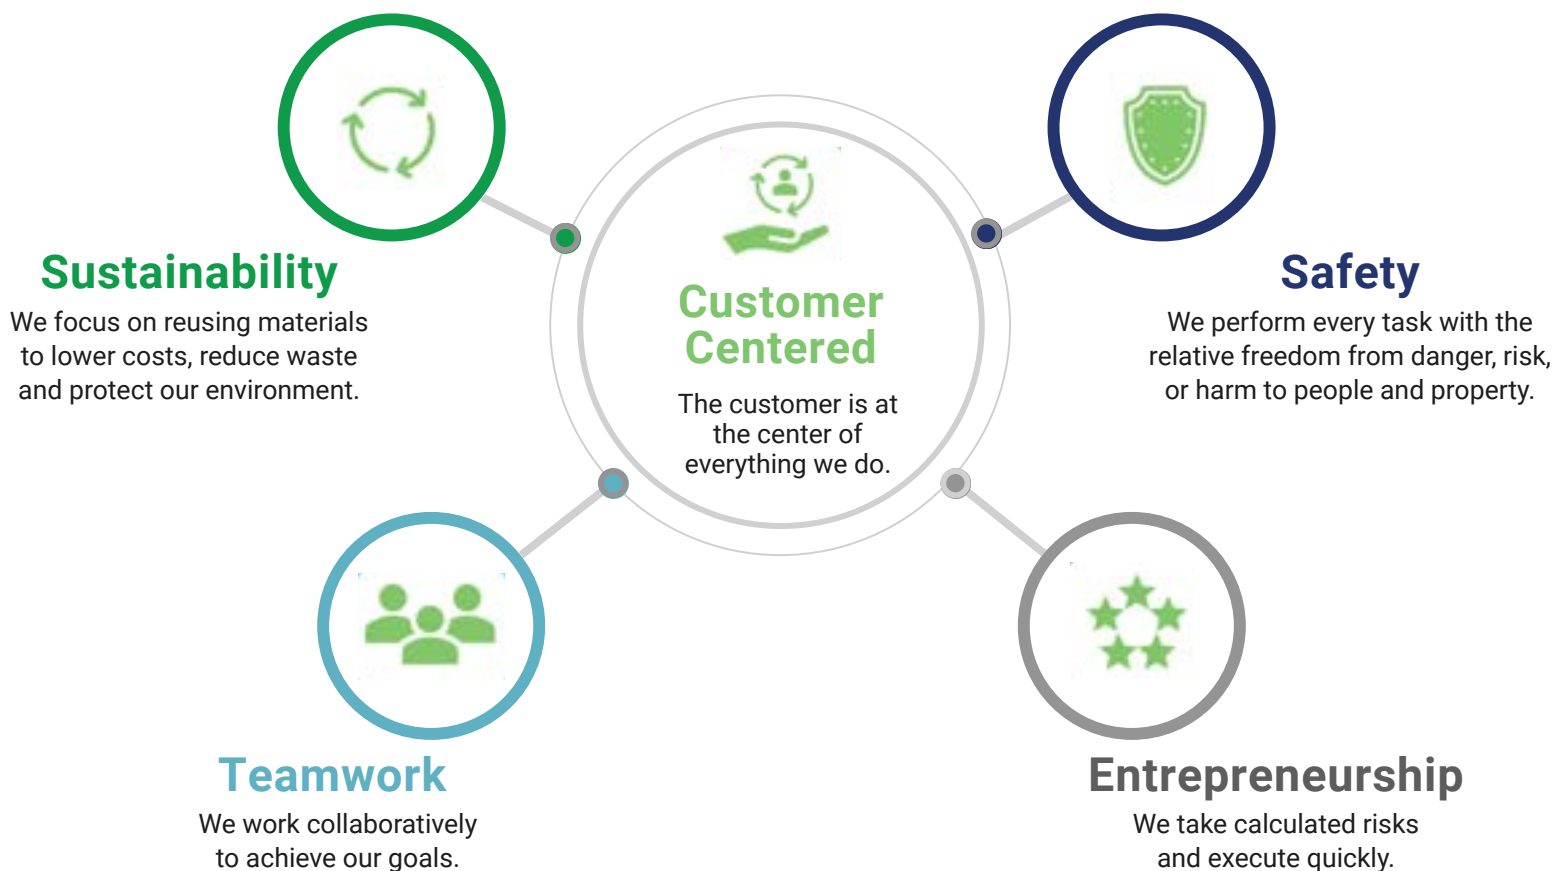 Sustainability
We focus on reusing materials
to lower costs, reduce waste
and protect our environment.
Customer
Centered
The customer is at
the center of
everything we do.
Safety
We perform every task with the
relative freedom from danger, risk,
or harm to people and property.
Teamwork
We work collaboratively
to achieve our goals.
Entrepreneurship
We take calculated risks
and execute quickly.